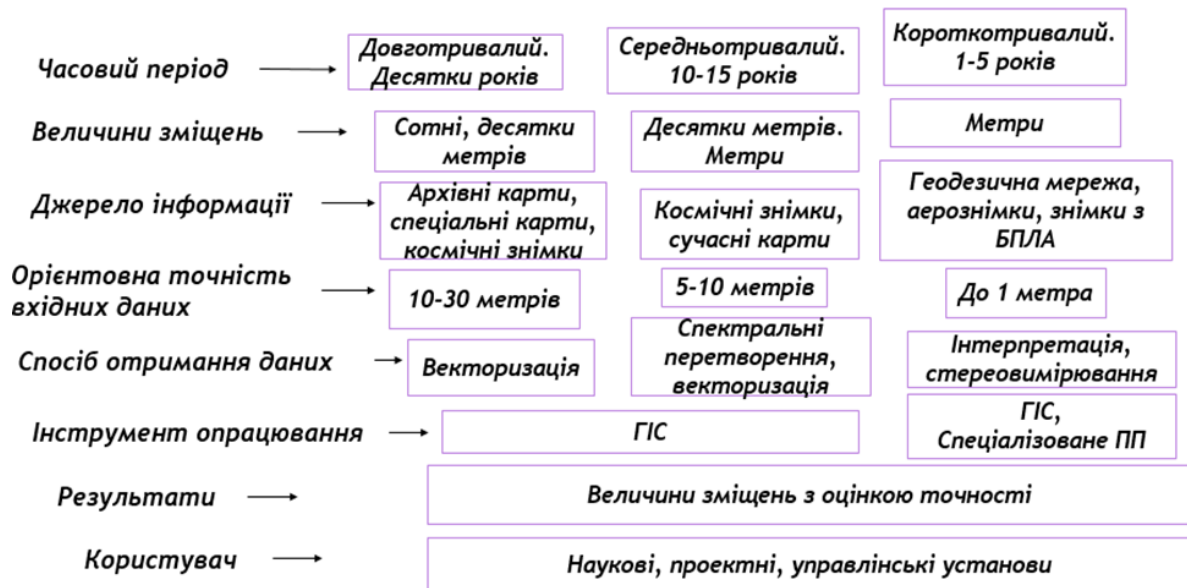 Часовий період
Довготривалий.
Десятки років
Середньотривалий.
10-15 років
Короткотривалий.
1-5 років
Величини зміщень
Сотні, десятки
метрів
Десятки метрів.
Метри
Метри
Джерело інформації
Архівні карти,
спеціальні карти,
космічні знімки
Космічні знімки,
сучасні карти
Геодезична мережа,
аерознімки, знімки з
БПЛА
Орієнтовна точність
вхідних даних
10-30 метрів
5-10 метрів
До 1 метра
Спосіб отримання даних
Векторизація
Спектральні
перетворення,
векторизація
Інтерпретація,
стереовимірювання
Інструмент опрацювання
ГІС
ГІС,
Спеціалізоване ПП
Результати
Величини зміщень з оцінкою точності
Користувач
Наукові, проектні, управлінські установи